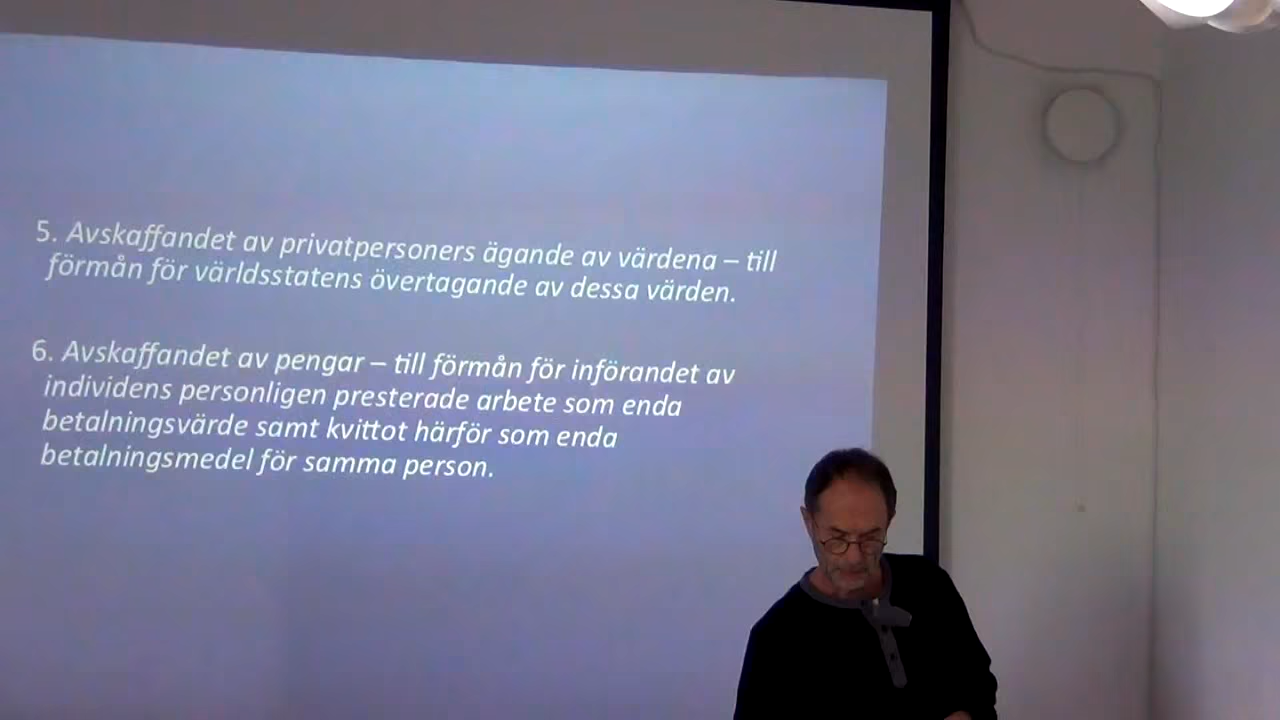 5. Avskaffandet av privatpersoners ägande av värdena – till
förmån för världsstatens övertagande av dessa värden.
6. Avskaffandet av pengar – till förmån för införandet av
individens personligen presterade arbete som enda
betalningsvärde samt kvittot härför som enda
betalningsmedel för samma person.